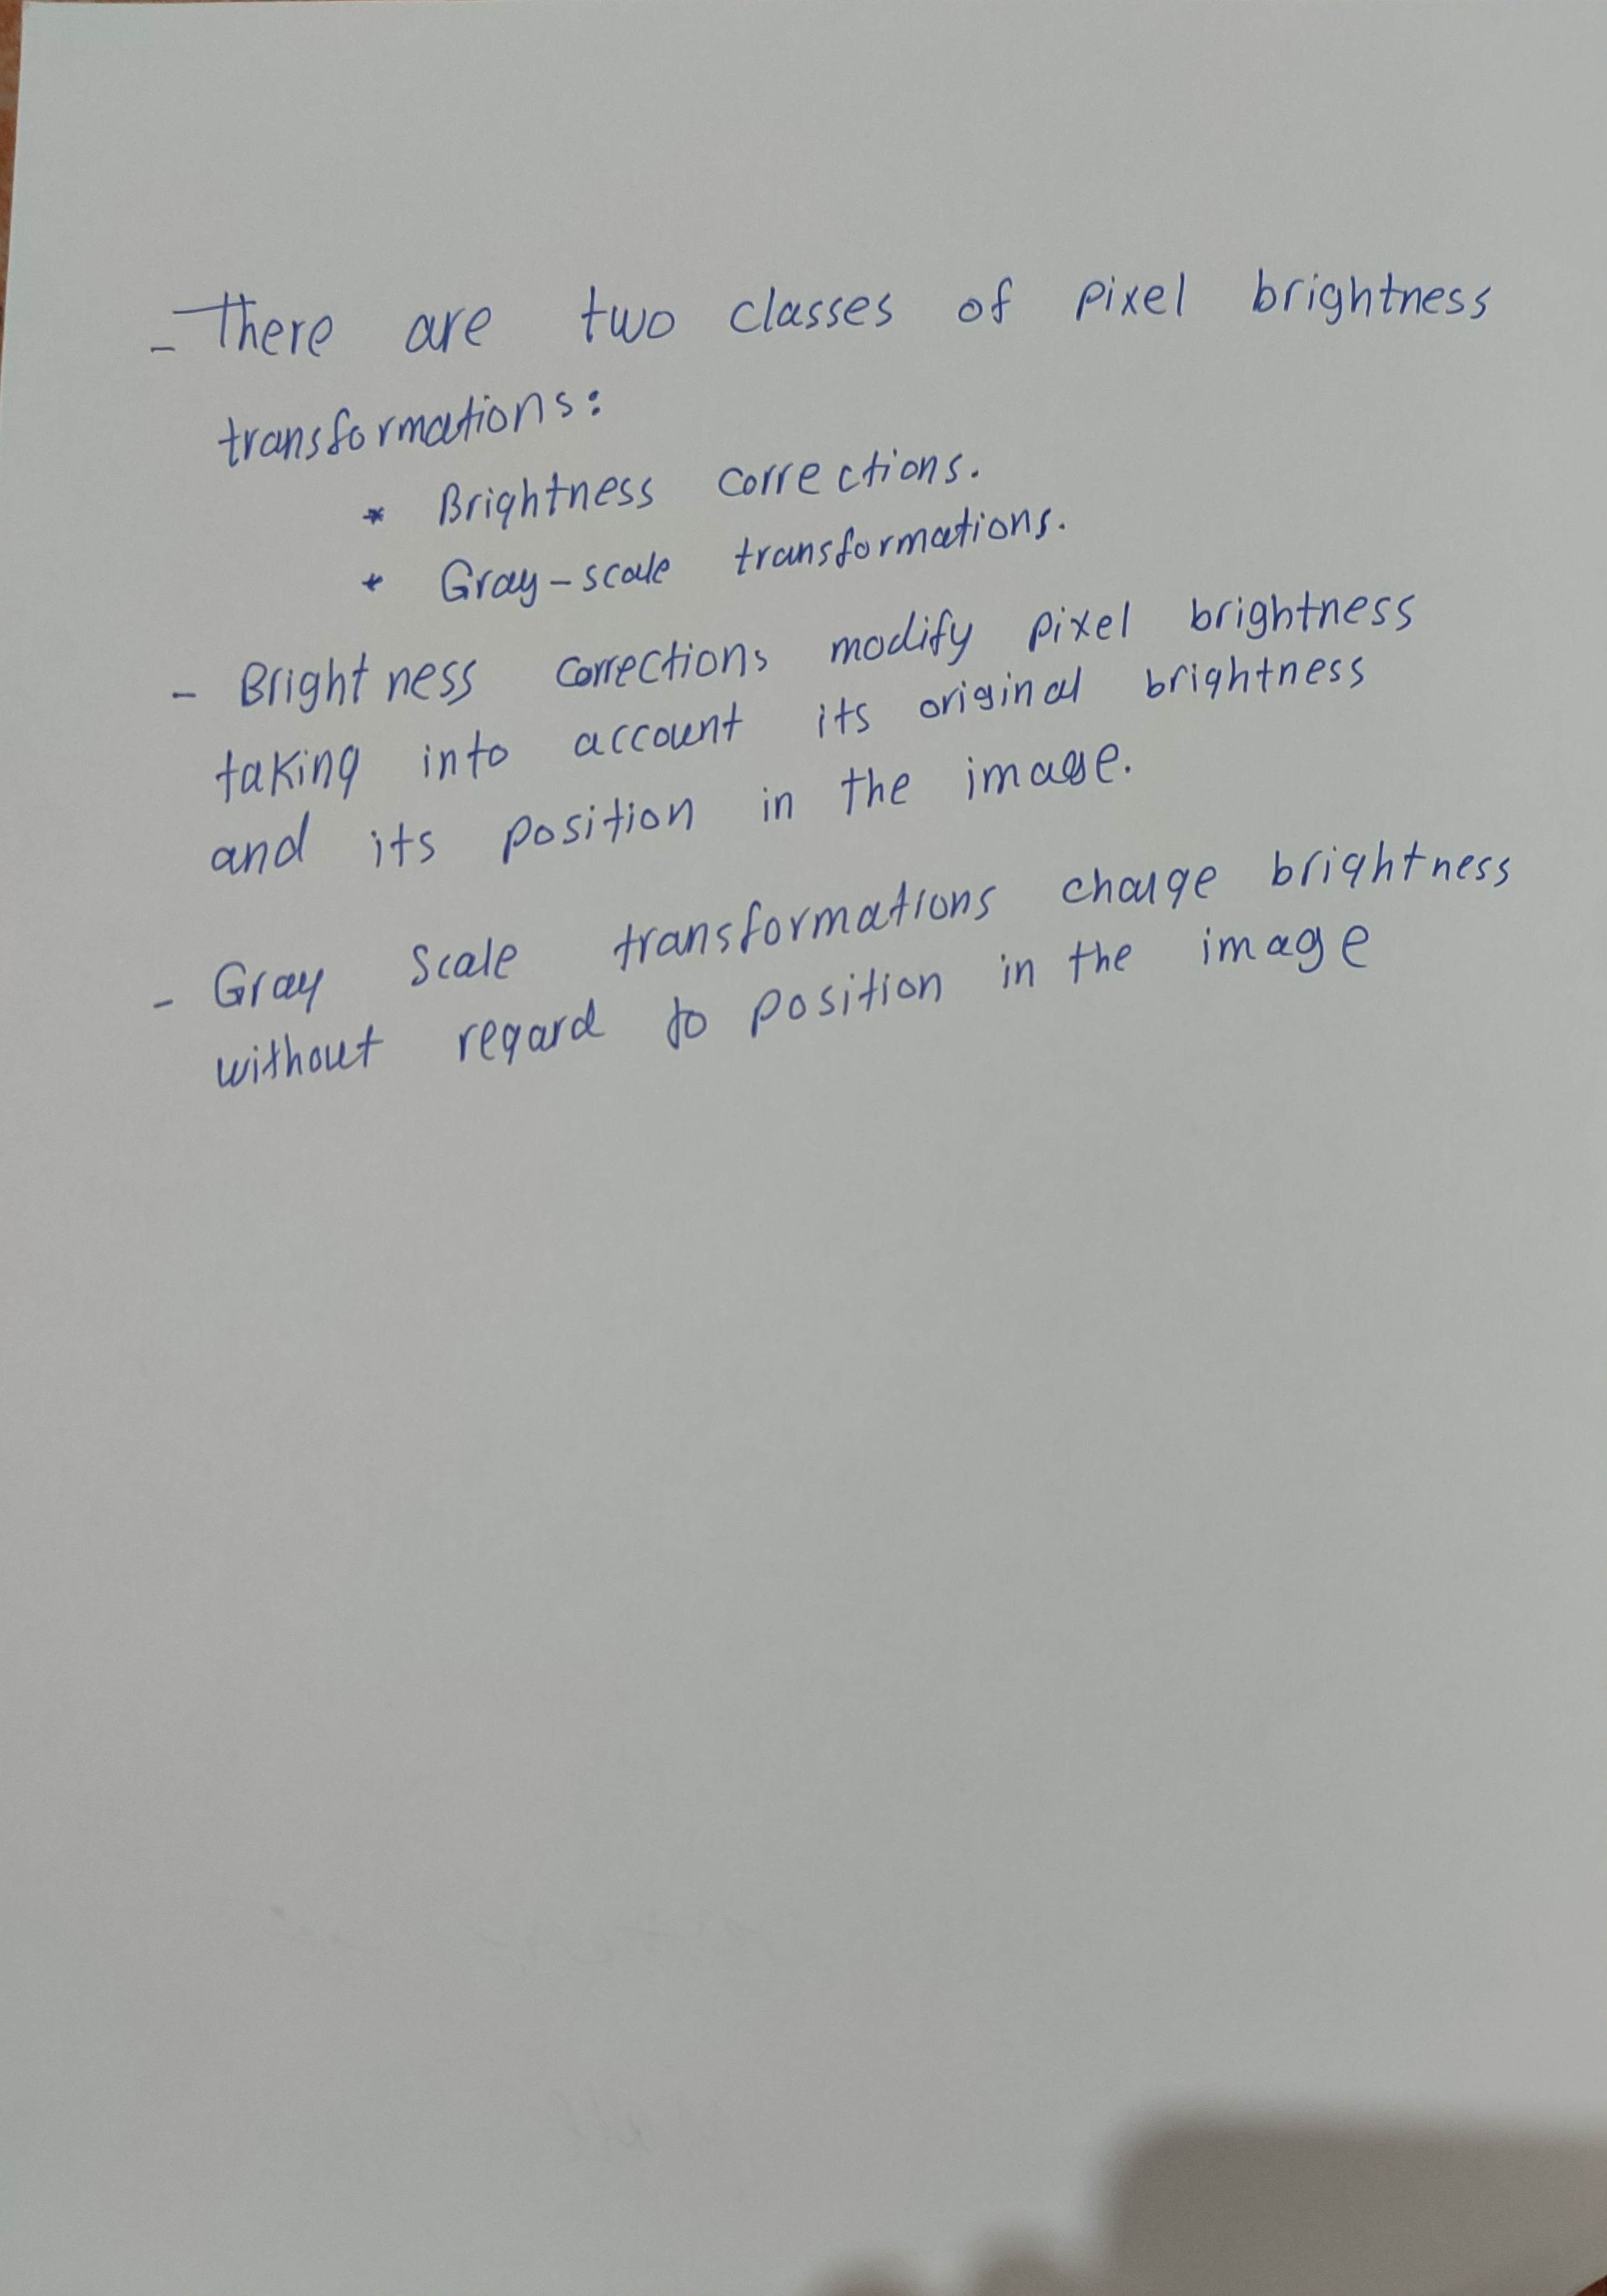 - There are two classes of pixel brightness
transformations:
* Brightness corrections.
* Gray-scale transformations.
- Brightness corrections modify pixel brightness
taking into account its original brightness
and its position in the image.
- Gray scale transformations change brightness
without regard to position in the image